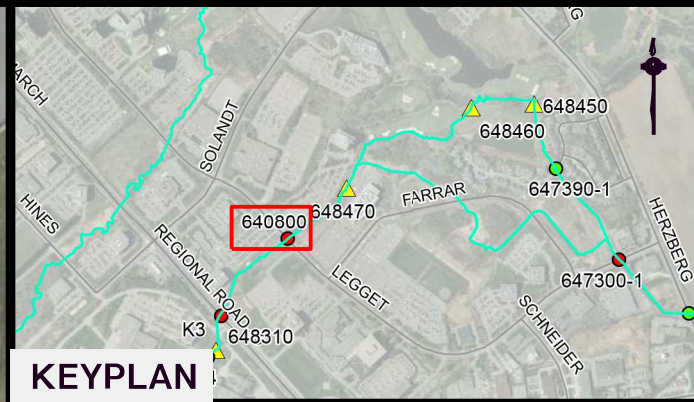 MARCH
SOLANDT
648450
648460
647390-1
HINES
640800
648470
FARRAR
HERZBERG
REGIONAL ROAD
LEGGET
647300-1
SCHNEIDER
K3
648310
KEYPLAN